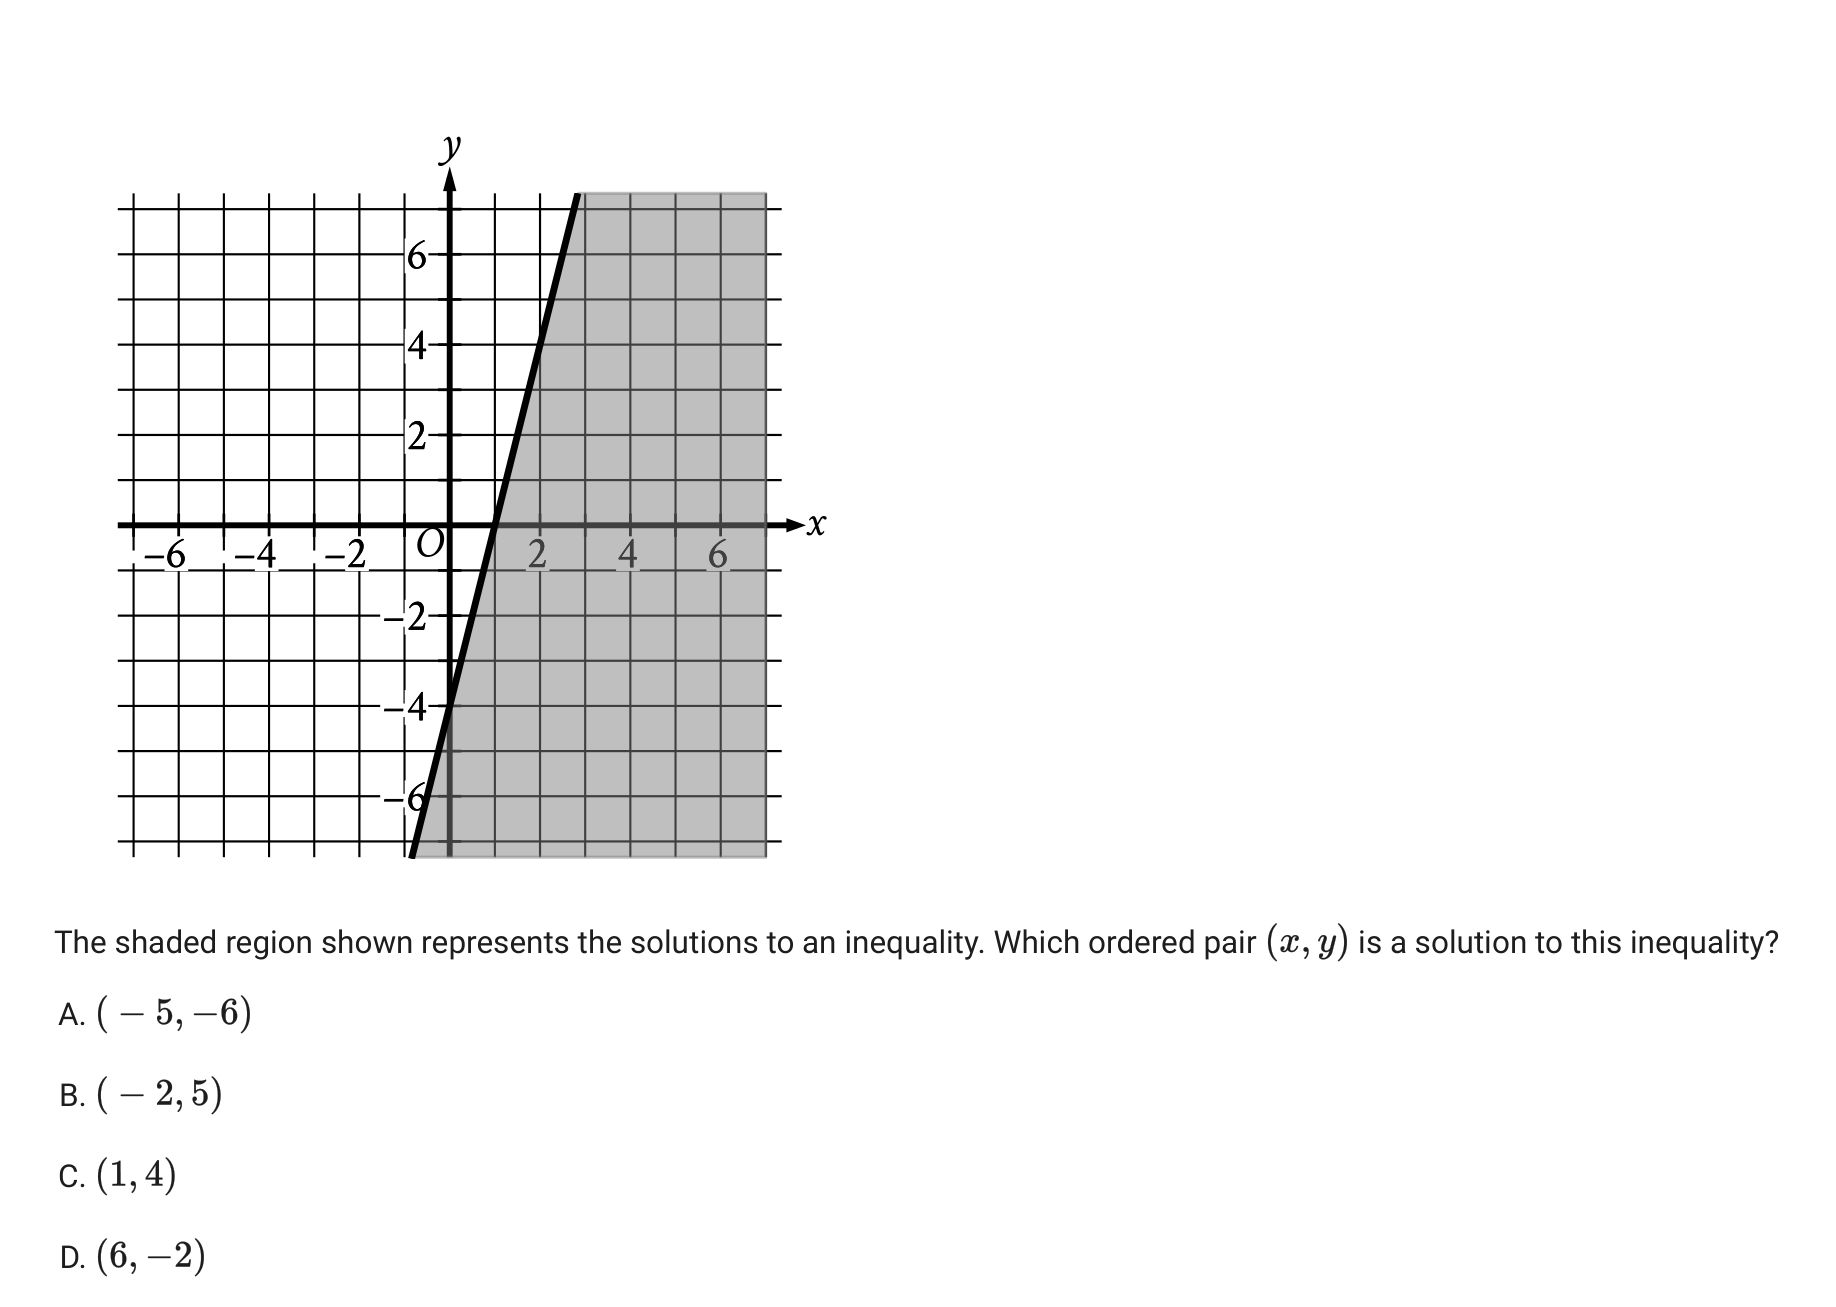 y
6
4
2
O
x
−6 −4 −2 2 4 6
−2
−4
−6
The shaded region shown represents the solutions to an inequality. Which ordered pair (x, y) is a solution to this inequality?
A. ( − 5, −6)
B. ( − 2, 5)
C. (1, 4)
D. (6, −2)